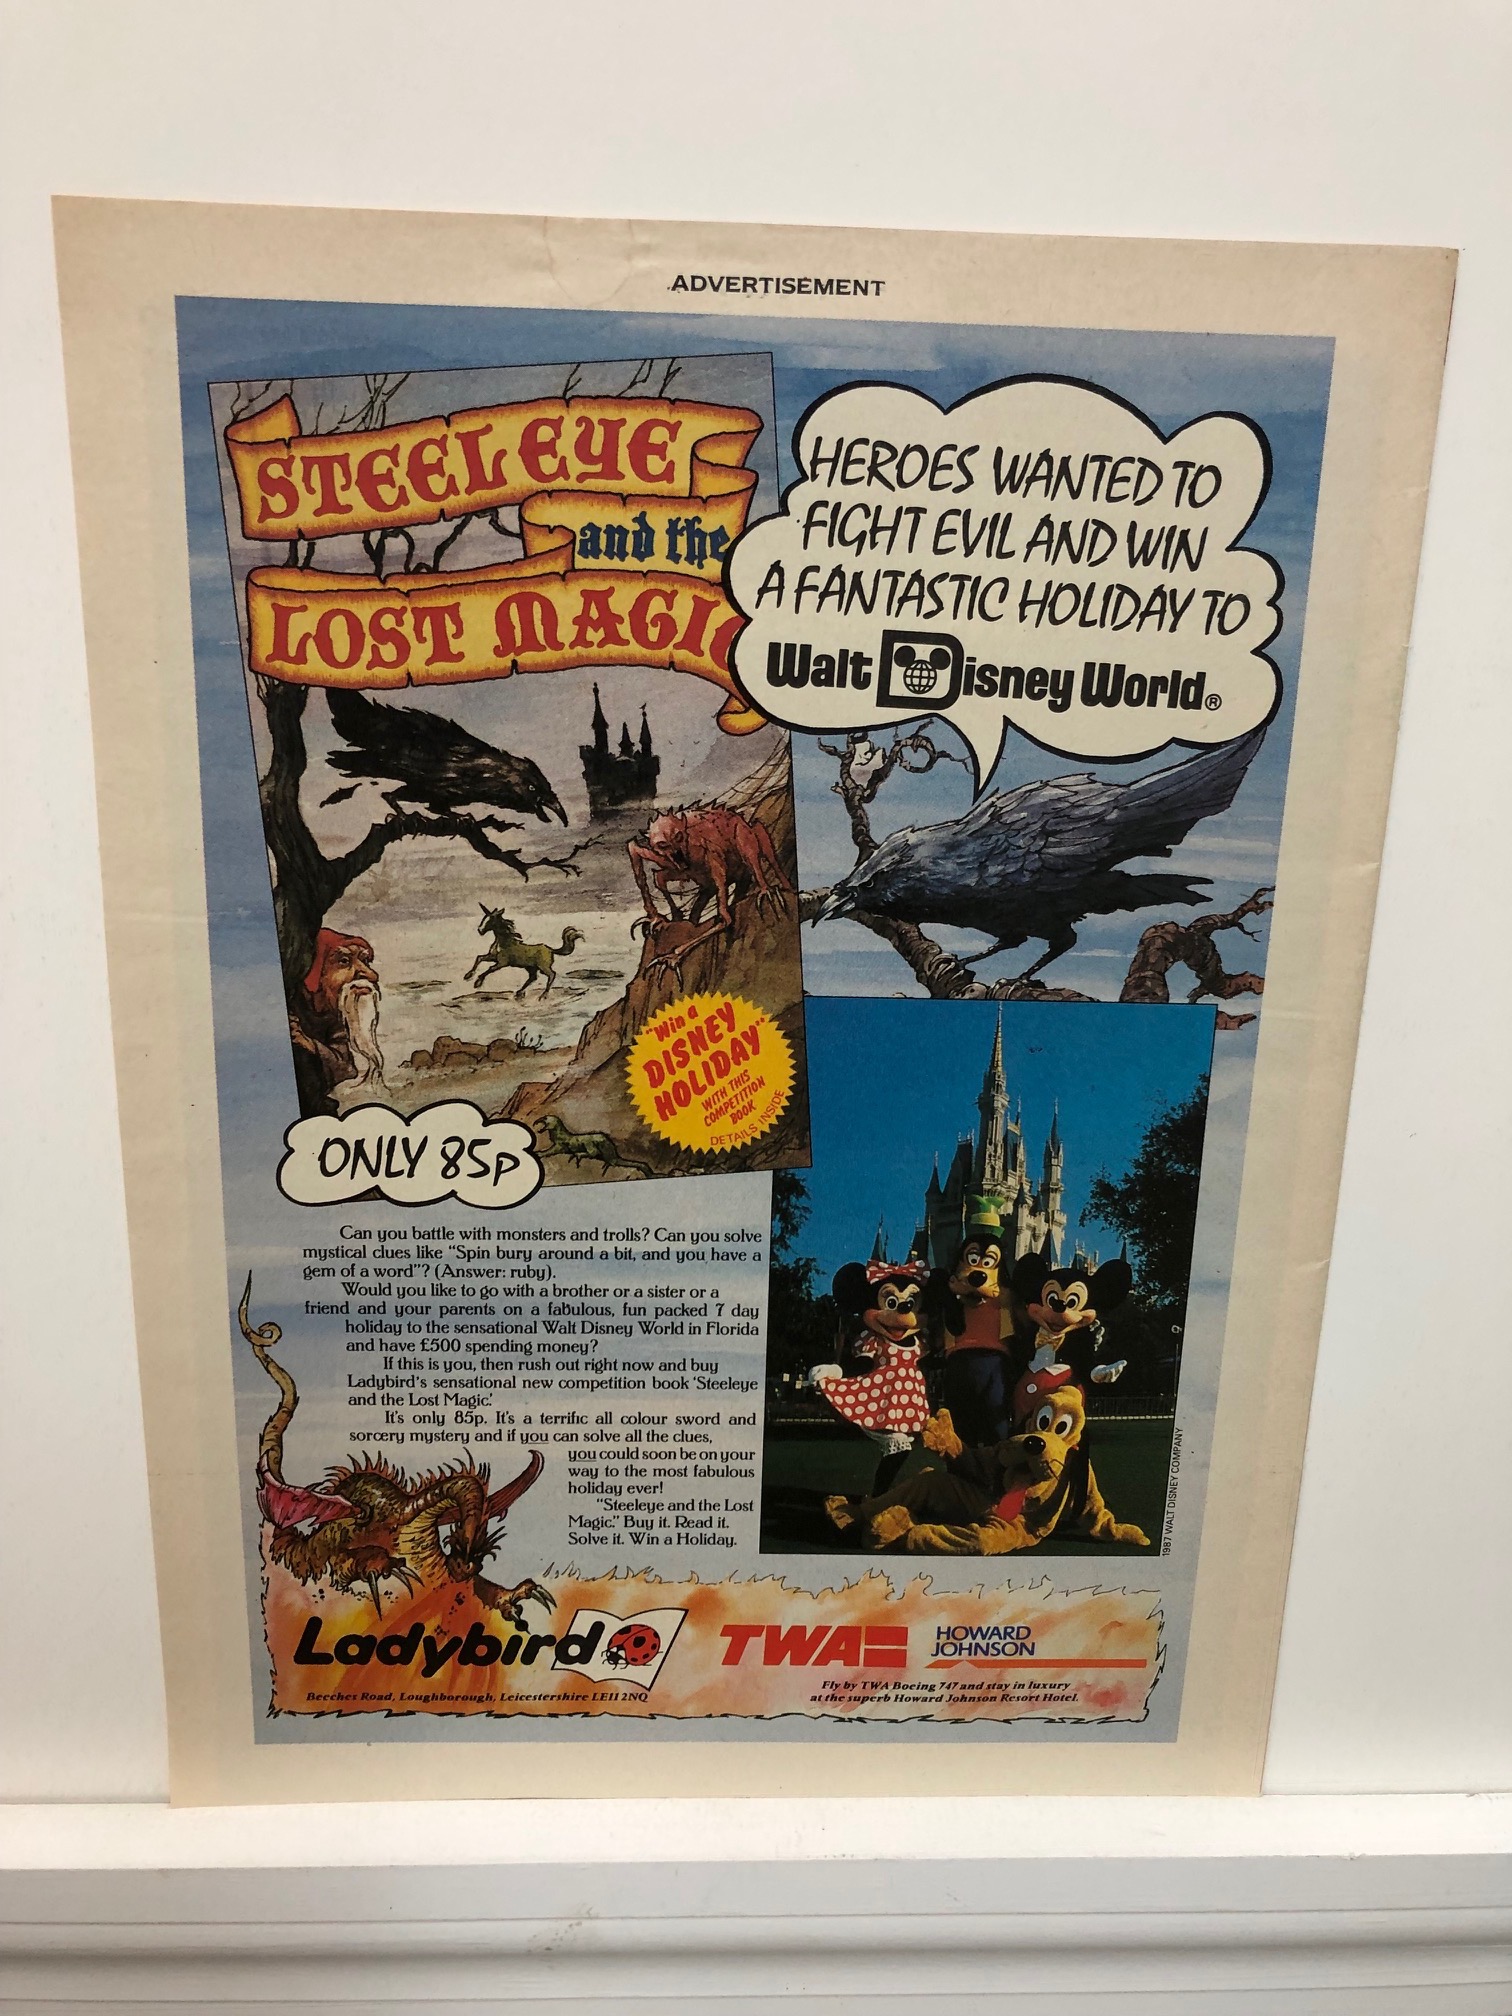 ADVERTISEMENT
STEELEYE
and the
LOST MAGIC
HEROES WANTED TO
FIGHT EVIL AND WIN
A FANTASTIC HOLIDAY TO
Walt Disney World®
"Win a
DISNEY
HOLIDAY"
WITH THIS
COMPETITION
BOOK
DETAILS INSIDE
ONLY 85p
Can you battle with monsters and trolls? Can you solve
mystical clues like "Spin bury around a bit, and you have a
gem of a word"? (Answer: ruby).
Would you like to go with a brother or a sister or a
friend and your parents on a fabulous, fun packed 7 day
holiday to the sensational Walt Disney World in Florida
and have £500 spending money?
If this is you, then rush out right now and buy
Ladybird's sensational new competition book 'Steeleye
and the Lost Magic.'
It's only 85p. It's a terrific all colour sword and
sorcery mystery and if you can solve all the clues,
you could soon be on your
way to the most fabulous
holiday ever!
"Steeleye and the Lost
Magic." Buy it. Read it.
Solve it. Win a Holiday.
1987 WALT DISNEY COMPANY
Ladybird
Beeches Road, Loughborough, Leicestershire LE11 2NQ
TWA
HOWARD
JOHNSON
Fly by TWA Boeing 747 and stay in luxury
at the superb Howard Johnson Resort Hotel.